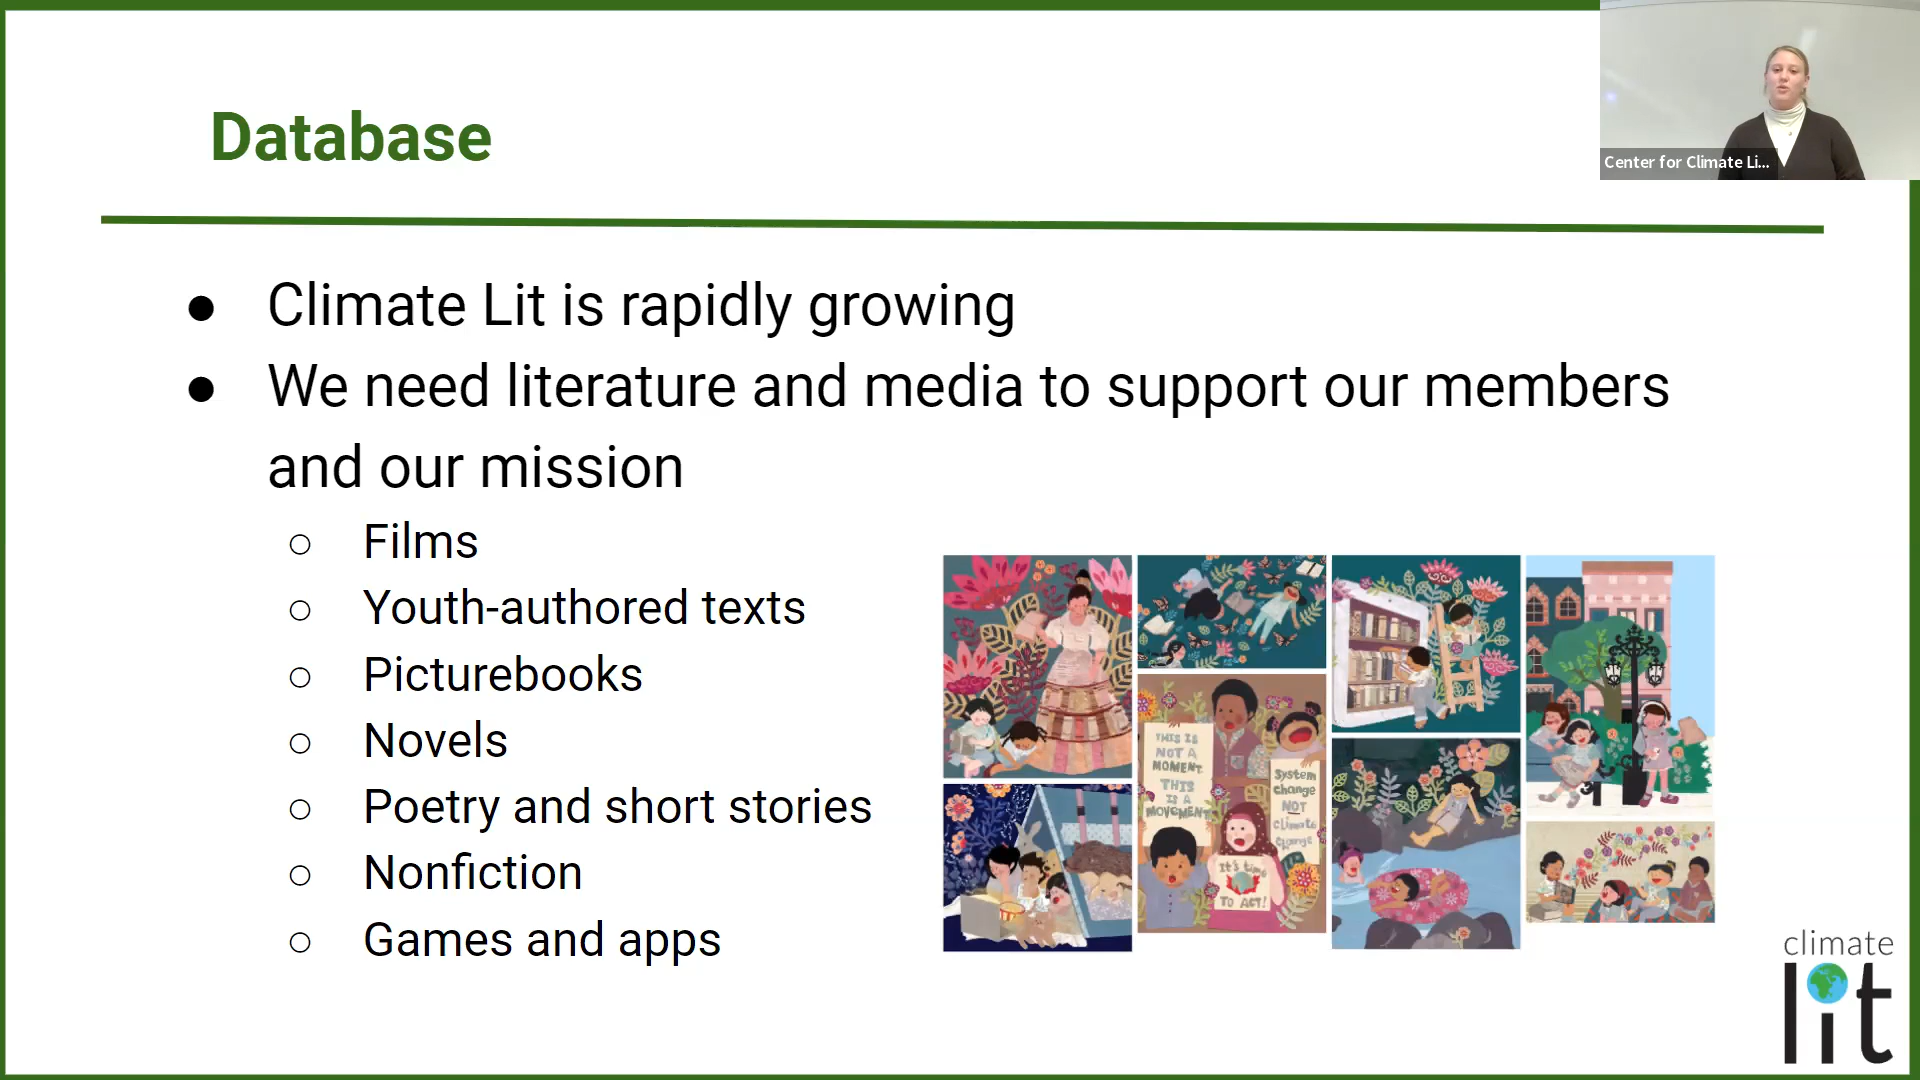 Database
Center for Climate Li...
● Climate Lit is rapidly growing
● We need literature and media to support our members
and our mission
○ Films
○ Youth-authored texts
○ Picturebooks
○ Novels
○ Poetry and short stories
○ Nonfiction
○ Games and apps
THIS IS
NOT A
MOMENT
THIS
IS A
MOVEMENT
System
change
NOT
climate
change
It's time
TO ACT!
climate
lit